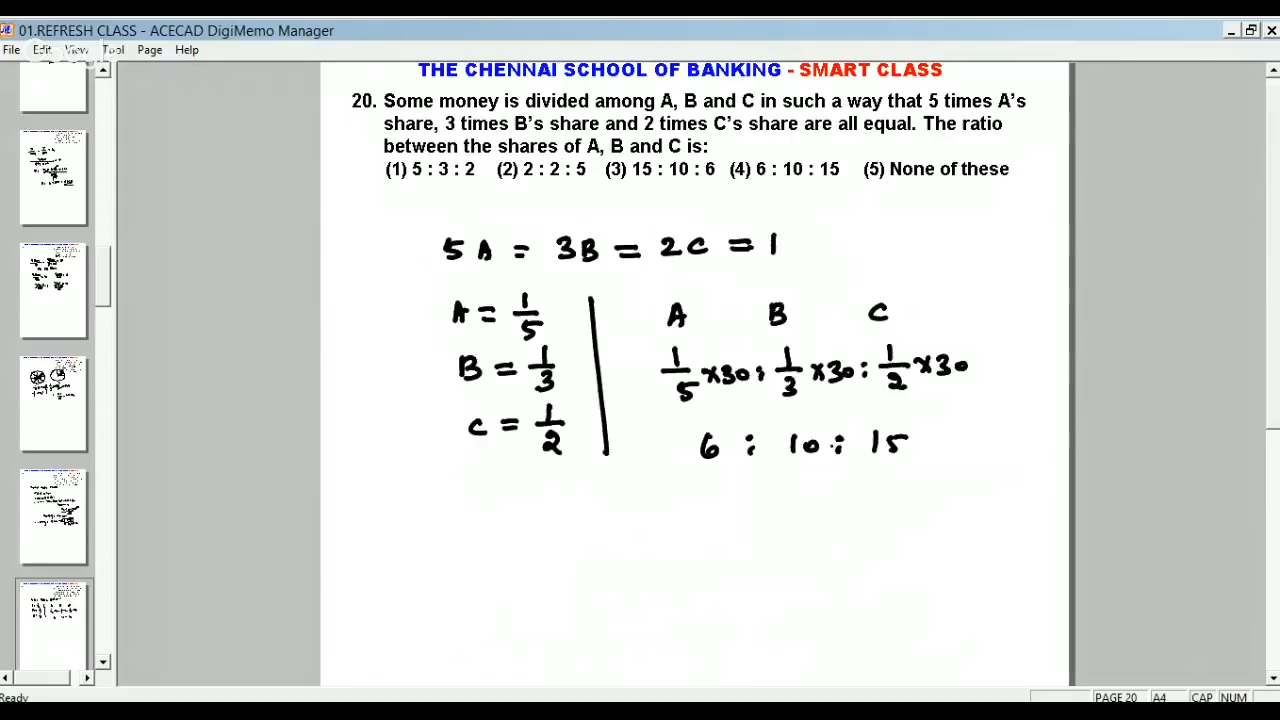 01.REFRESH CLASS - ACECAD DigiMemo Manager
File Edit View Tool Page Help
THE CHENNAI SCHOOL OF BANKING - SMART CLASS
20. Some money is divided among A, B and C in such a way that 5 times A's
share, 3 times B's share and 2 times C's share are all equal. The ratio
between the shares of A, B and C is:
(1) 5 : 3 : 2 (2) 2 : 2 : 5 (3) 15 : 10 : 6 (4) 6 : 10 : 15 (5) None of these
5A = 3B = 2C = 1
A = 1/5
B = 1/3
C = 1/2
A B C
1/5 ×30 : 1/3 ×30 : 1/2 ×30
6 : 10 : 15
Ready
PAGE 20 A4 CAP NUM